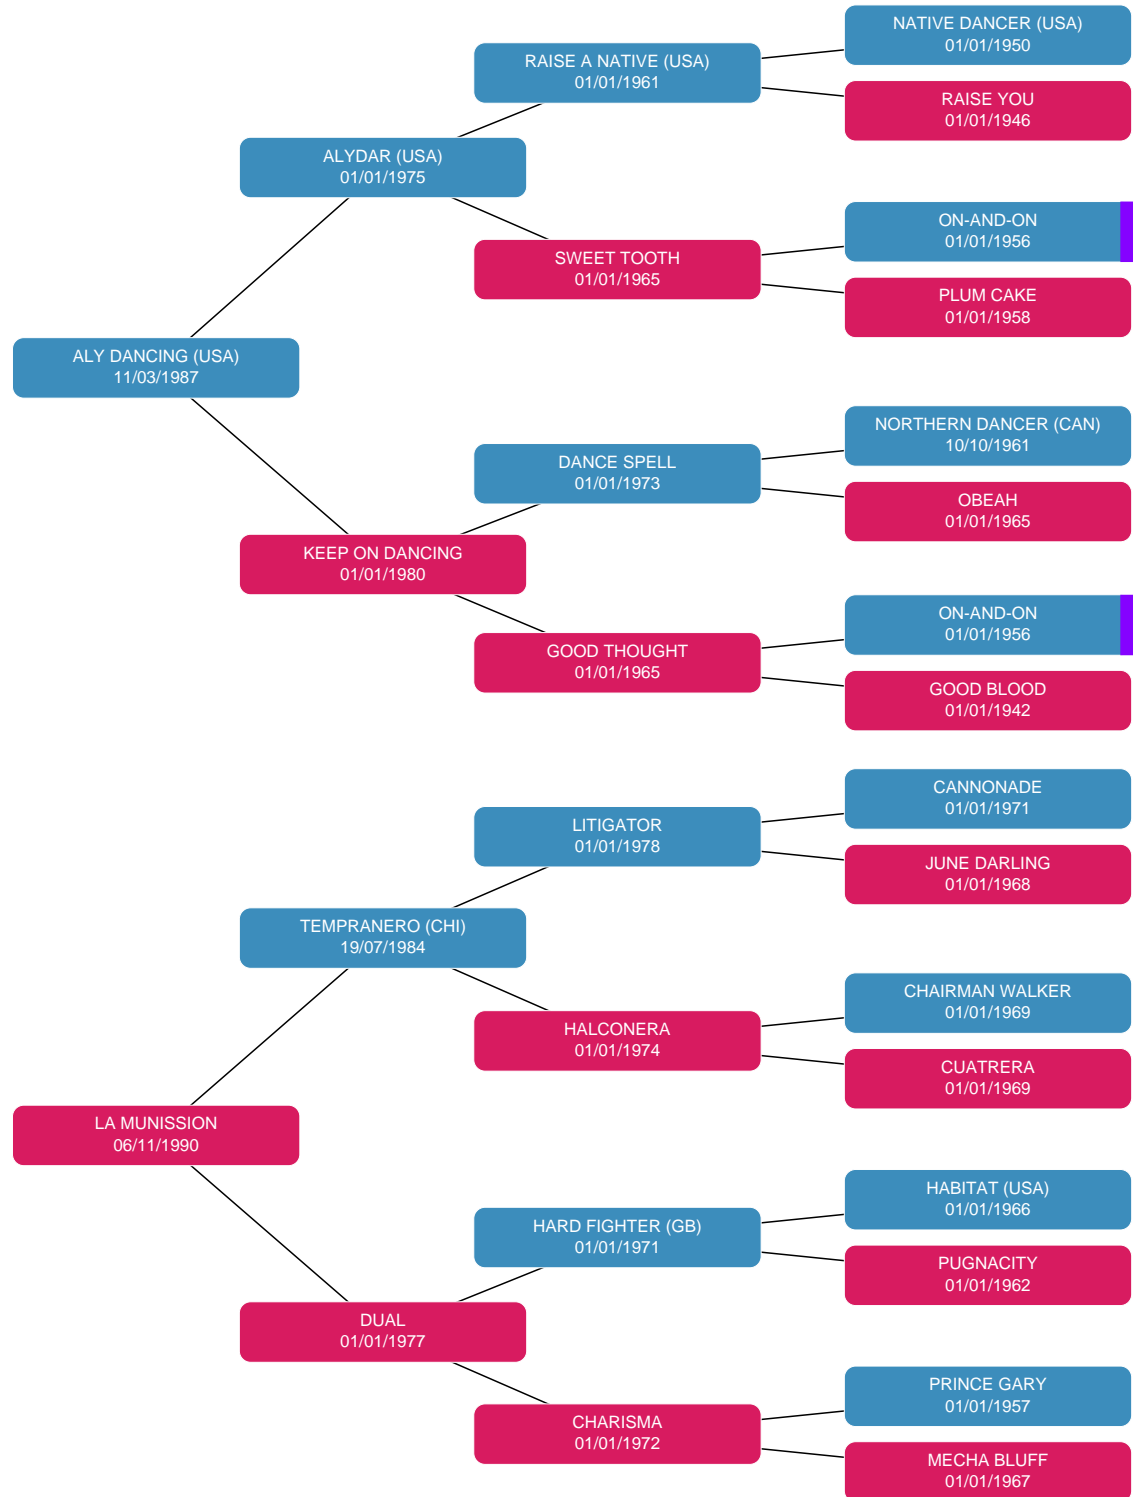 NATIVE DANCER (USA)
01/01/1950
RAISE A NATIVE (USA)
01/01/1961
RAISE YOU
01/01/1946
ALYDAR (USA)
01/01/1975
ON-AND-ON
01/01/1956
SWEET TOOTH
01/01/1965
PLUM CAKE
01/01/1958
ALY DANCING (USA)
11/03/1987
NORTHERN DANCER (CAN)
10/10/1961
DANCE SPELL
01/01/1973
OBEAH
01/01/1965
KEEP ON DANCING
01/01/1980
ON-AND-ON
01/01/1956
GOOD THOUGHT
01/01/1965
GOOD BLOOD
01/01/1942
CANNONADE
01/01/1971
LITIGATOR
01/01/1978
JUNE DARLING
01/01/1968
TEMPRANERO (CHI)
19/07/1984
CHAIRMAN WALKER
01/01/1969
HALCONERA
01/01/1974
CUATRERA
01/01/1969
LA MUNISSION
06/11/1990
HABITAT (USA)
01/01/1966
HARD FIGHTER (GB)
01/01/1971
PUGNACITY
01/01/1962
DUAL
01/01/1977
PRINCE GARY
01/01/1957
CHARISMA
01/01/1972
MECHA BLUFF
01/01/1967